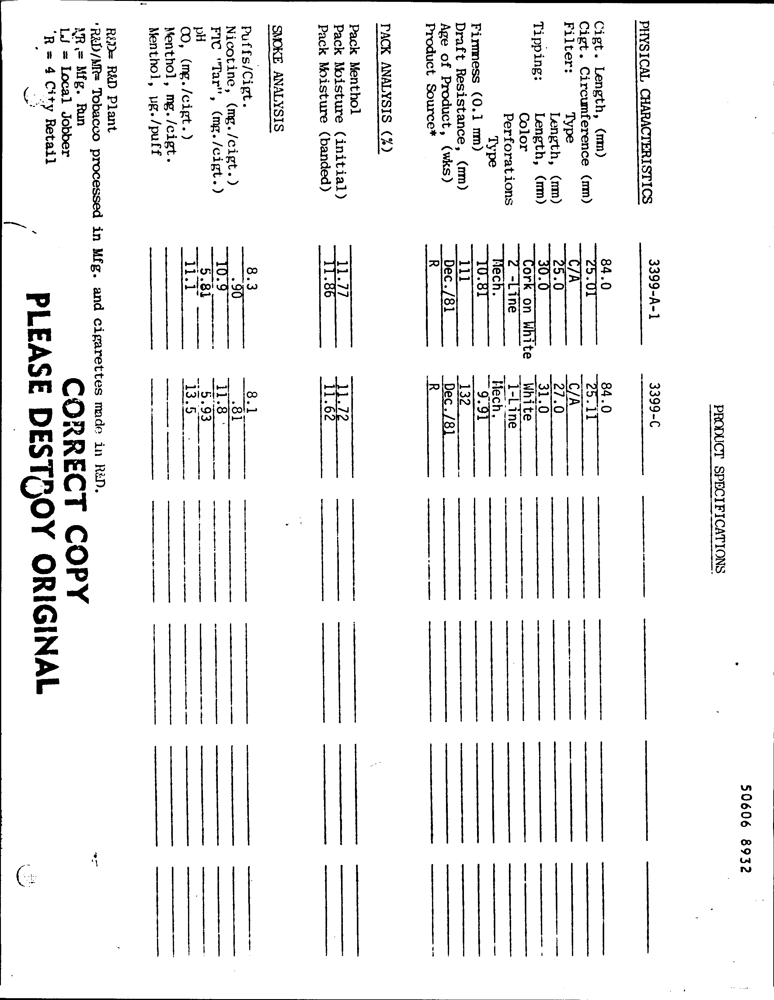 50606 8932
PRODUCT SPECIFICATIONS
PHYSICAL CHARACTERISTICS 3399-A-1 3399-C
Cigt. Length, (mm) 84.0 84.0
Cigt. Circumference (mm) 25.01 25.11
Filter: Type C/A C/A
Length, (mm) 25.0 27.0
Tipping: Length, (mm) 30.0 31.0
Color Cork on White White
Perforations 2 -Line 1-Line
Type Mech. Mech.
Firmness (0.1 mm) 10.81 9.91
Draft Resistance, (mm) 111 132
Age of Product, (wks) Dec./81 Dec./81
Product Source* R R
PACK ANALYSIS (%)
Pack Menthol
Pack Moisture (initial) 11.77 11.72
Pack Moisture (banded) 11.86 11.62
SMOKE ANALYSIS
Puffs/Cigt. 8.3 8.1
Nicotine, (mg./cigt.) .90 .81
FTC "Tar", (mg./cigt.) 10.9 11.8
pH 5.81 5.93
CO, (mg./cigt.) 11.1 13.5
Menthol, mg./cigt.
Menthol, µg./puff
R&D= R&D Plant
R&D/MR= Tobacco processed in Mfg. and cigarettes made in R&D.
MR = Mfg. Run
LJ = Local Jobber
R = 4 City Retail
CORRECT COPY
PLEASE DESTROY ORIGINAL